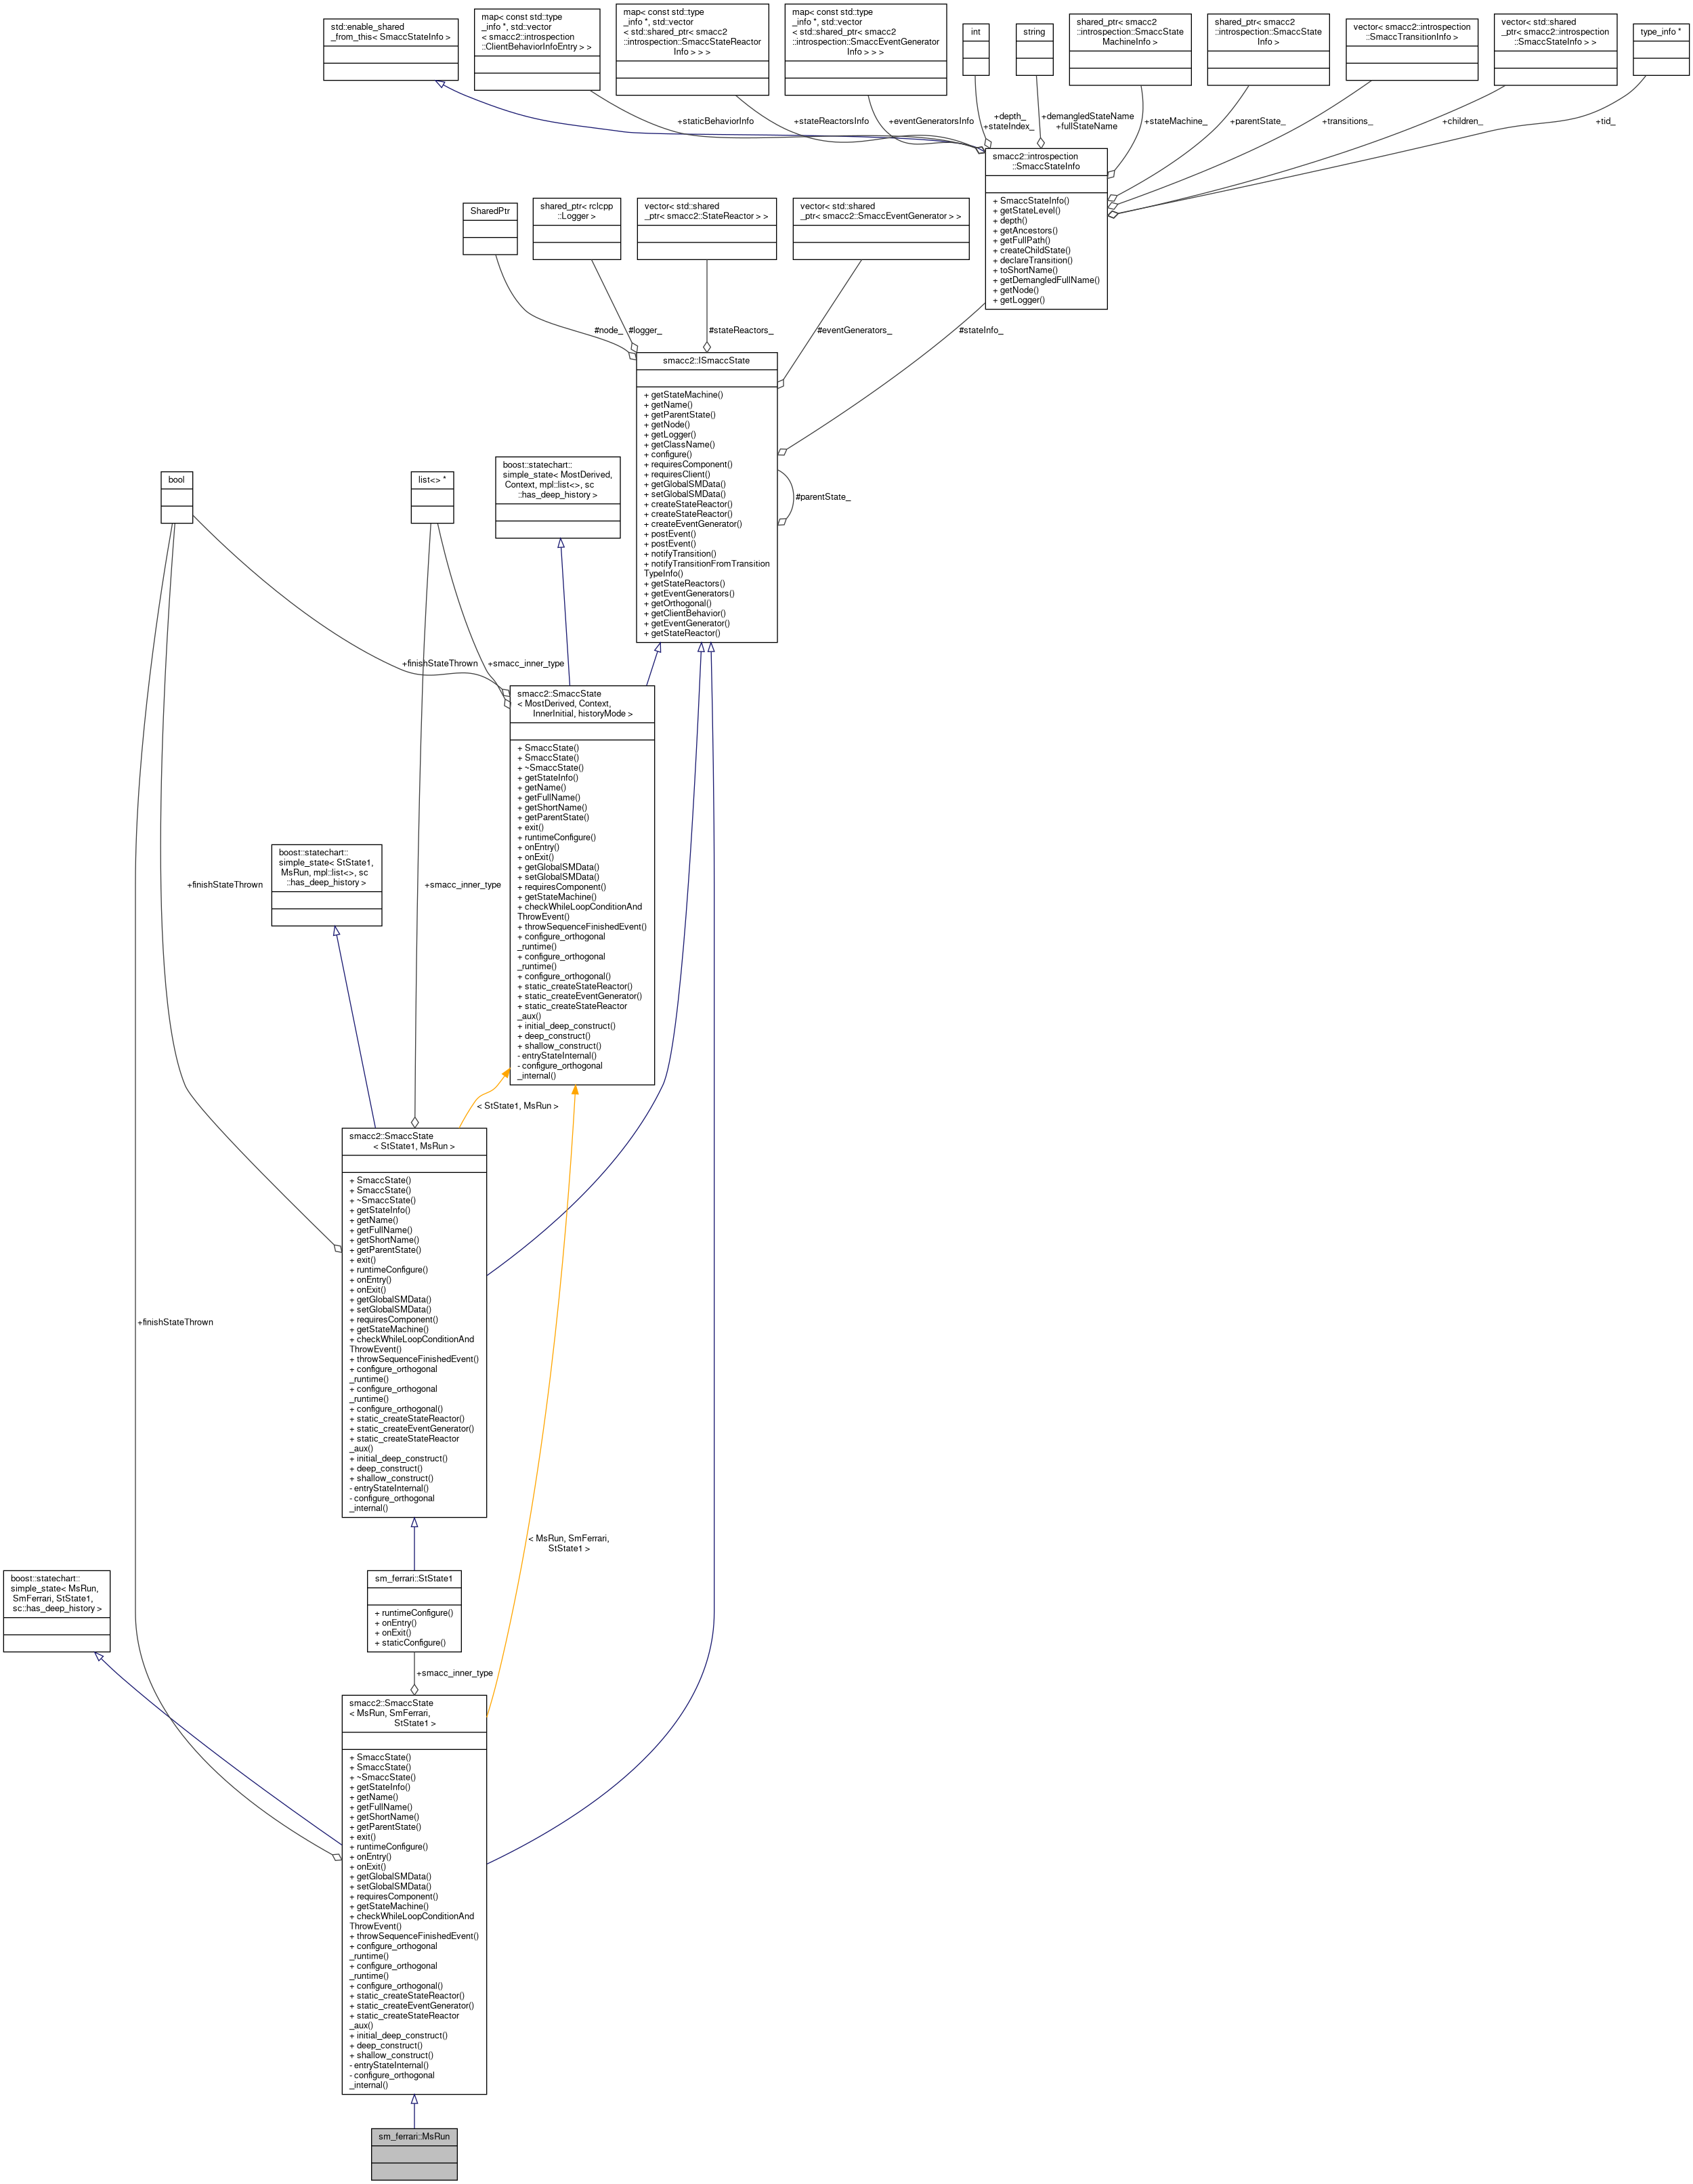 std::enable_shared
_from_this< SmaccStateInfo >
map< const std::type
_info *, std::vector
< smacc2::introspection
::ClientBehaviorInfoEntry > >
map< const std::type
_info *, std::vector
< std::shared_ptr< smacc2
::introspection::SmaccStateReactor
Info > > >
map< const std::type
_info *, std::vector
< std::shared_ptr< smacc2
::introspection::SmaccEventGenerator
Info > > >
int
string
shared_ptr< smacc2
::introspection::SmaccState
MachineInfo >
shared_ptr< smacc2
::introspection::SmaccState
Info >
vector< smacc2::introspection
::SmaccTransitionInfo >
vector< std::shared
_ptr< smacc2::introspection
::SmaccStateInfo > >
type_info *
+staticBehaviorInfo
+stateReactorsInfo
+eventGeneratorsInfo
+depth_
+stateIndex_
+demangledStateName
+fullStateName
+stateMachine_
+parentState_
+transitions_
+children_
+tid_
smacc2::introspection
::SmaccStateInfo
+ SmaccStateInfo()
+ getStateLevel()
+ depth()
+ getAncestors()
+ getFullPath()
+ createChildState()
+ declareTransition()
+ toShortName()
+ getDemangledFullName()
+ getNode()
+ getLogger()
SharedPtr
shared_ptr< rclcpp
::Logger >
vector< std::shared
_ptr< smacc2::StateReactor > >
vector< std::shared
_ptr< smacc2::SmaccEventGenerator > >
#node_
#logger_
#stateReactors_
#eventGenerators_
#stateInfo_
smacc2::ISmaccState
+ getStateMachine()
+ getName()
+ getParentState()
+ getNode()
+ getLogger()
+ getClassName()
+ configure()
+ requiresComponent()
+ requiresClient()
+ getGlobalSMData()
+ setGlobalSMData()
+ createStateReactor()
+ createStateReactor()
+ createEventGenerator()
+ postEvent()
+ postEvent()
+ notifyTransition()
+ notifyTransitionFromTransition
TypeInfo()
+ getStateReactors()
+ getEventGenerators()
+ getOrthogonal()
+ getClientBehavior()
+ getEventGenerator()
+ getStateReactor()
#parentState_
bool
list<> *
boost::statechart::
simple_state< MostDerived,
Context, mpl::list<>, sc
::has_deep_history >
+finishStateThrown
+smacc_inner_type
smacc2::SmaccState
< MostDerived, Context,
InnerInitial, historyMode >
+ SmaccState()
+ SmaccState()
+ ~SmaccState()
+ getStateInfo()
+ getName()
+ getFullName()
+ getShortName()
+ getParentState()
+ exit()
+ runtimeConfigure()
+ onEntry()
+ onExit()
+ getGlobalSMData()
+ setGlobalSMData()
+ requiresComponent()
+ getStateMachine()
+ checkWhileLoopConditionAnd
ThrowEvent()
+ throwSequenceFinishedEvent()
+ configure_orthogonal
_runtime()
+ configure_orthogonal
_runtime()
+ configure_orthogonal()
+ static_createStateReactor()
+ static_createEventGenerator()
+ static_createStateReactor
_aux()
+ initial_deep_construct()
+ deep_construct()
+ shallow_construct()
- entryStateInternal()
- configure_orthogonal
_internal()
boost::statechart::
simple_state< StState1,
MsRun, mpl::list<>, sc
::has_deep_history >
+finishStateThrown
+smacc_inner_type
< StState1, MsRun >
smacc2::SmaccState
< StState1, MsRun >
+ SmaccState()
+ SmaccState()
+ ~SmaccState()
+ getStateInfo()
+ getName()
+ getFullName()
+ getShortName()
+ getParentState()
+ exit()
+ runtimeConfigure()
+ onEntry()
+ onExit()
+ getGlobalSMData()
+ setGlobalSMData()
+ requiresComponent()
+ getStateMachine()
+ checkWhileLoopConditionAnd
ThrowEvent()
+ throwSequenceFinishedEvent()
+ configure_orthogonal
_runtime()
+ configure_orthogonal
_runtime()
+ configure_orthogonal()
+ static_createStateReactor()
+ static_createEventGenerator()
+ static_createStateReactor
_aux()
+ initial_deep_construct()
+ deep_construct()
+ shallow_construct()
- entryStateInternal()
- configure_orthogonal
_internal()
+finishStateThrown
< MsRun, SmFerrari,
StState1 >
boost::statechart::
simple_state< MsRun,
SmFerrari, StState1,
sc::has_deep_history >
sm_ferrari::StState1
+ runtimeConfigure()
+ onEntry()
+ onExit()
+ staticConfigure()
+smacc_inner_type
smacc2::SmaccState
< MsRun, SmFerrari,
StState1 >
+ SmaccState()
+ SmaccState()
+ ~SmaccState()
+ getStateInfo()
+ getName()
+ getFullName()
+ getShortName()
+ getParentState()
+ exit()
+ runtimeConfigure()
+ onEntry()
+ onExit()
+ getGlobalSMData()
+ setGlobalSMData()
+ requiresComponent()
+ getStateMachine()
+ checkWhileLoopConditionAnd
ThrowEvent()
+ throwSequenceFinishedEvent()
+ configure_orthogonal
_runtime()
+ configure_orthogonal
_runtime()
+ configure_orthogonal()
+ static_createStateReactor()
+ static_createEventGenerator()
+ static_createStateReactor
_aux()
+ initial_deep_construct()
+ deep_construct()
+ shallow_construct()
- entryStateInternal()
- configure_orthogonal
_internal()
sm_ferrari::MsRun